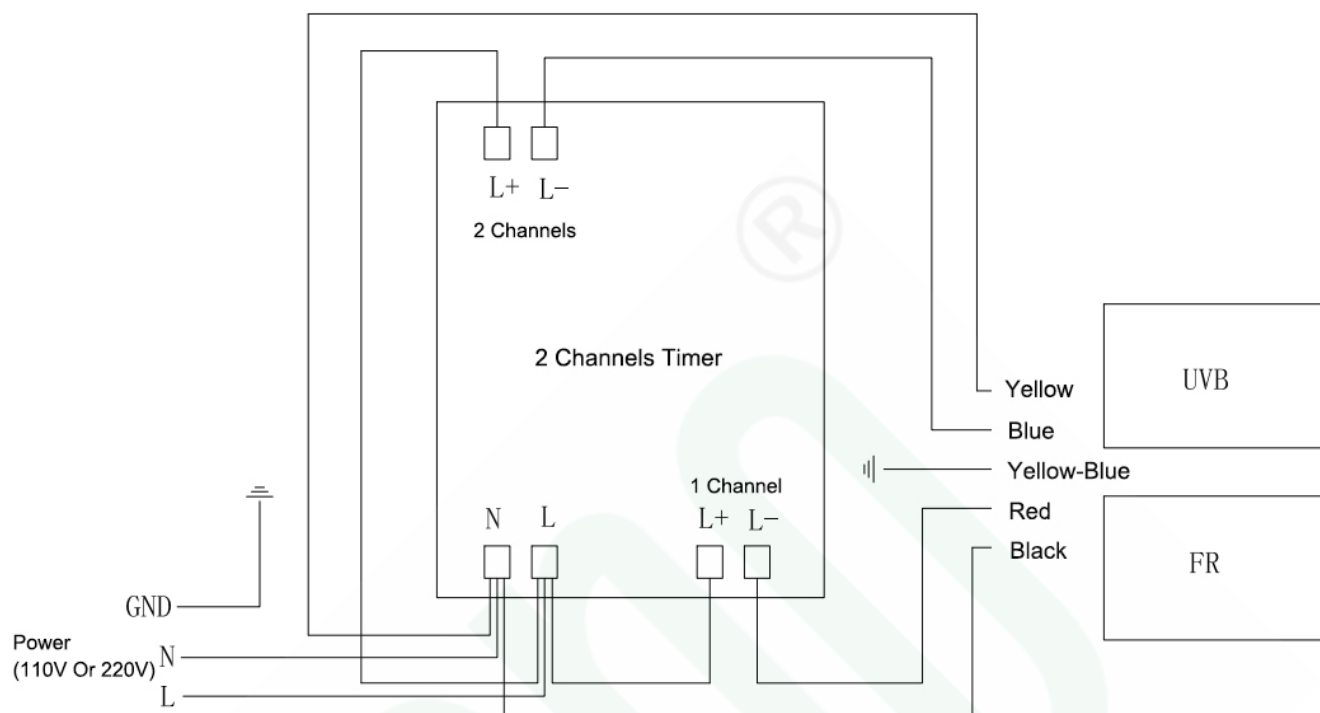 L+ L-
2 Channels
®
2 Channels Timer
UVB
Yellow
Blue
Yellow-Blue
1 Channel
Red
N L L+ L-
Black
FR
GND
Power
(110V Or 220V) N
L